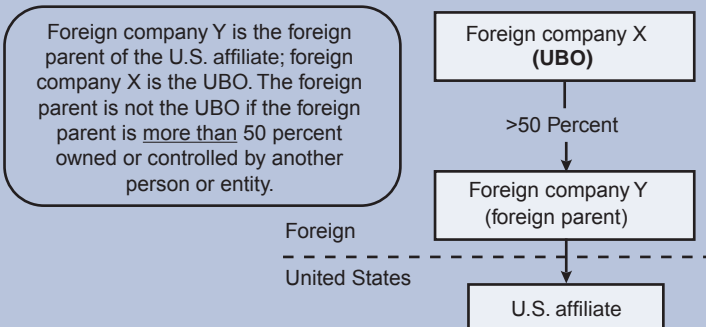 Foreign company Y is the foreign
parent of the U.S. affiliate; foreign
company X is the UBO. The foreign
parent is not the UBO if the foreign
parent is more than 50 percent
owned or controlled by another
person or entity.
Foreign company X
(UBO)
>50 Percent
Foreign company Y
(foreign parent)
Foreign
United States
U.S. affiliate